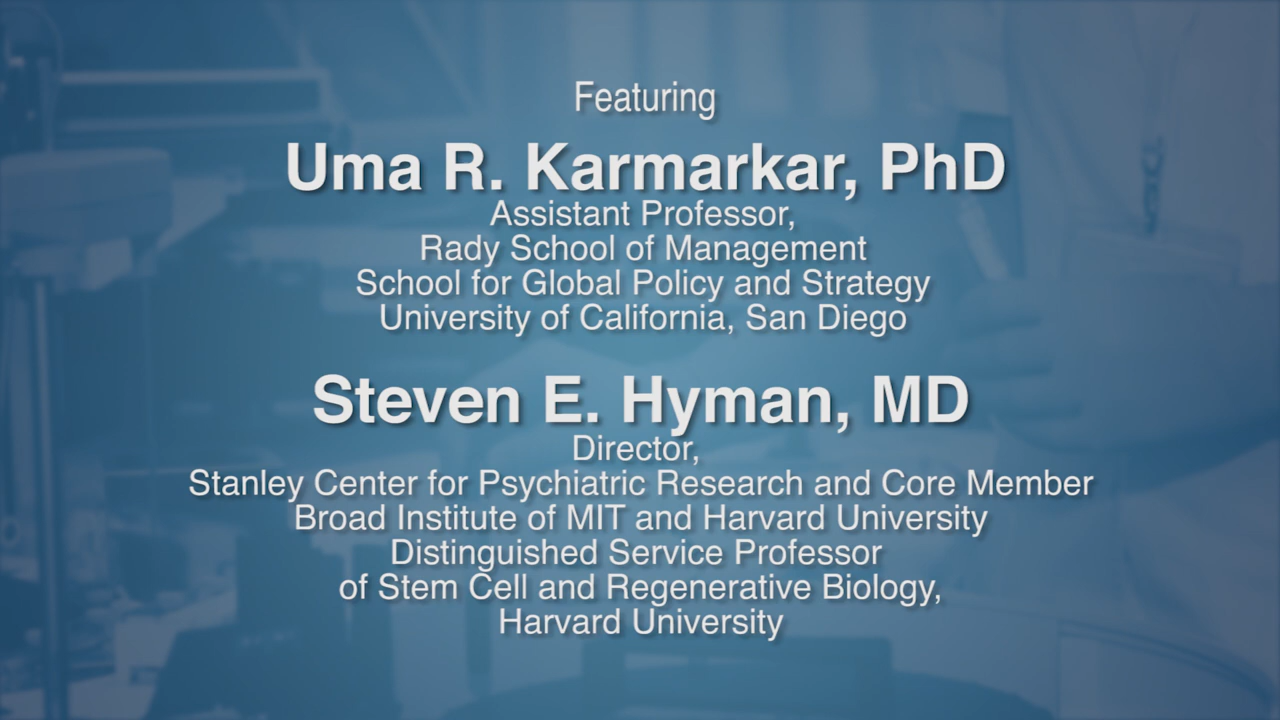 Featuring
Uma R. Karmarkar, PhD
Assistant Professor,
Rady School of Management
School for Global Policy and Strategy
University of California, San Diego
Steven E. Hyman, MD
Director,
Stanley Center for Psychiatric Research and Core Member
Broad Institute of MIT and Harvard University
Distinguished Service Professor
of Stem Cell and Regenerative Biology,
Harvard University